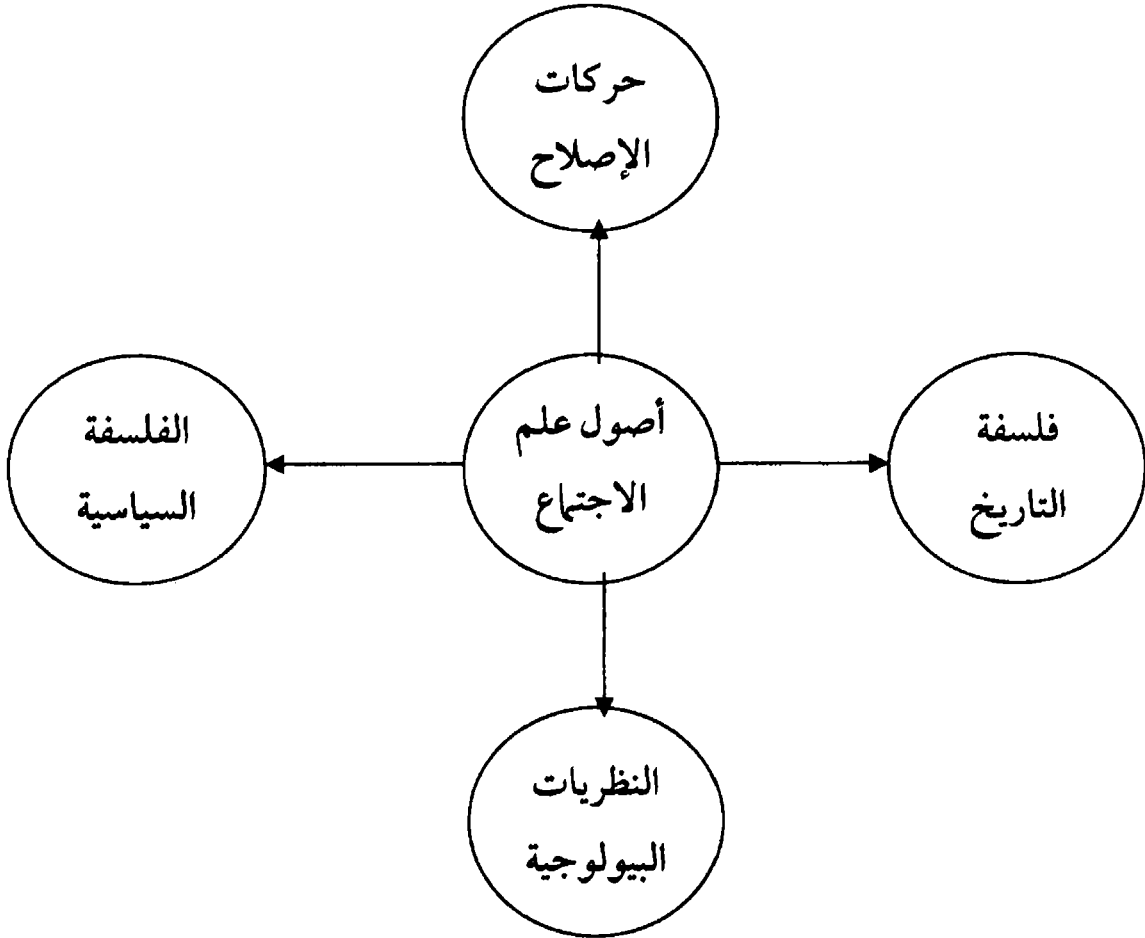 حركات
الإصلاح
فلسفة
التاريخ
أصول علم
الاجتماع
الفلسفة
السياسية
النظريات
البيولوجية